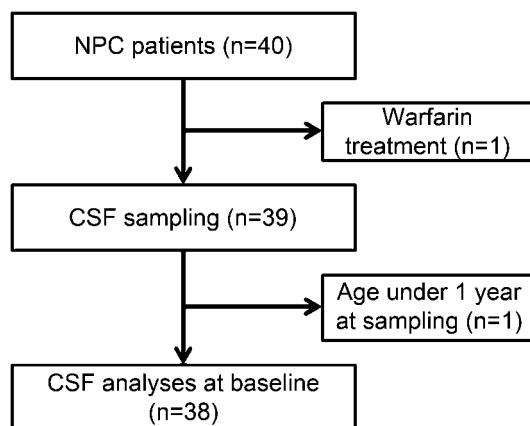 NPC patients (n=40)
Warfarin
treatment (n=1)
CSF sampling (n=39)
Age under 1 year
at sampling (n=1)
CSF analyses at baseline
(n=38)